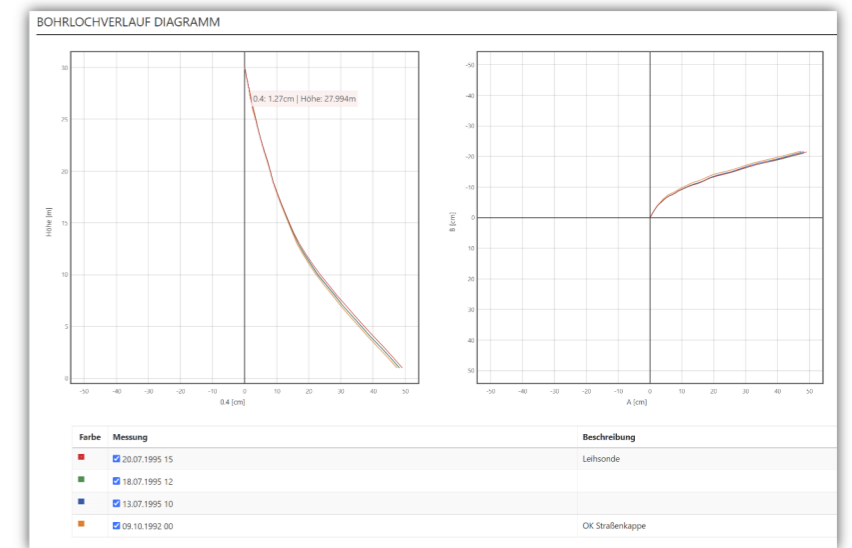 BOHRLOCHVERLAUF DIAGRAMM
30
25
20
15
10
5
0
Höhe [m]
0.4: 1.27cm | Höhe: 27.994m
-50 -40 -30 -20 -10 0 10 20 30 40 50
0.4 [cm]
-50
-40
-30
-20
-10
0
10
20
30
40
50
B [cm]
-50 -40 -30 -20 -10 0 10 20 30 40 50
A [cm]
Farbe Messung Beschreibung
20.07.1995 15 Leihsonde
18.07.1995 12
13.07.1995 10
09.10.1992 00 OK Straßenkappe